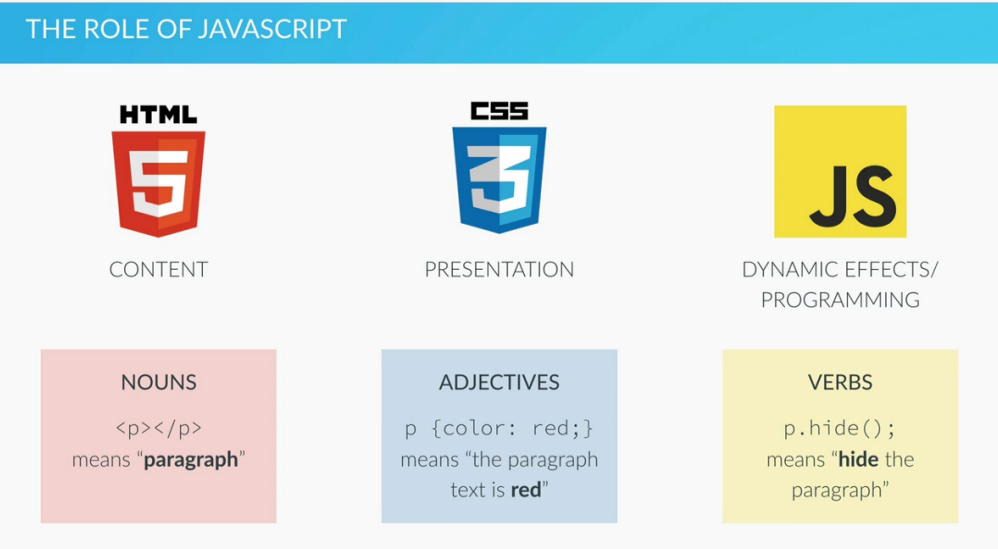 THE ROLE OF JAVASCRIPT
HTML
5
CONTENT
CSS
3
PRESENTATION
JS
DYNAMIC EFFECTS/
PROGRAMMING
NOUNS
<p></p>
means “paragraph”
ADJECTIVES
p {color: red;}
means “the paragraph
text is red”
VERBS
p.hide();
means “hide the
paragraph”